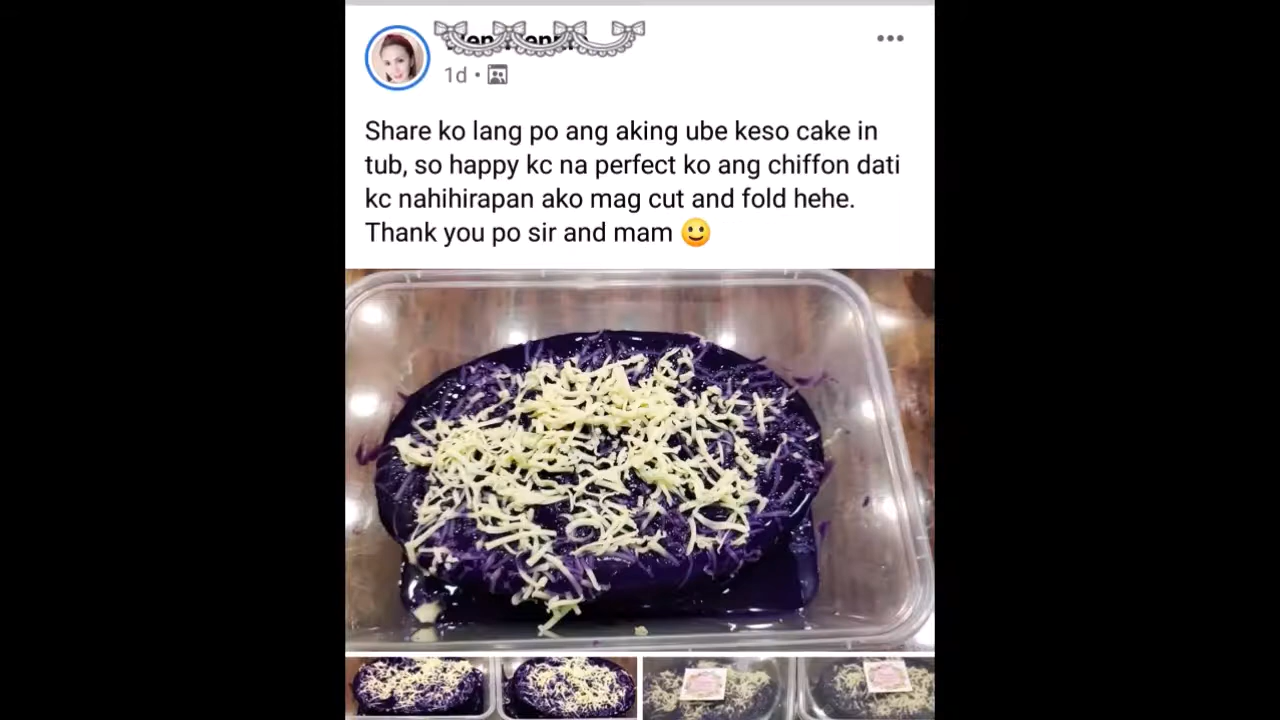 1d
Share ko lang po ang aking ube keso cake in
tub, so happy kc na perfect ko ang chiffon dati
kc nahihirapan ako mag cut and fold hehe.
Thank you po sir and mam 🙂